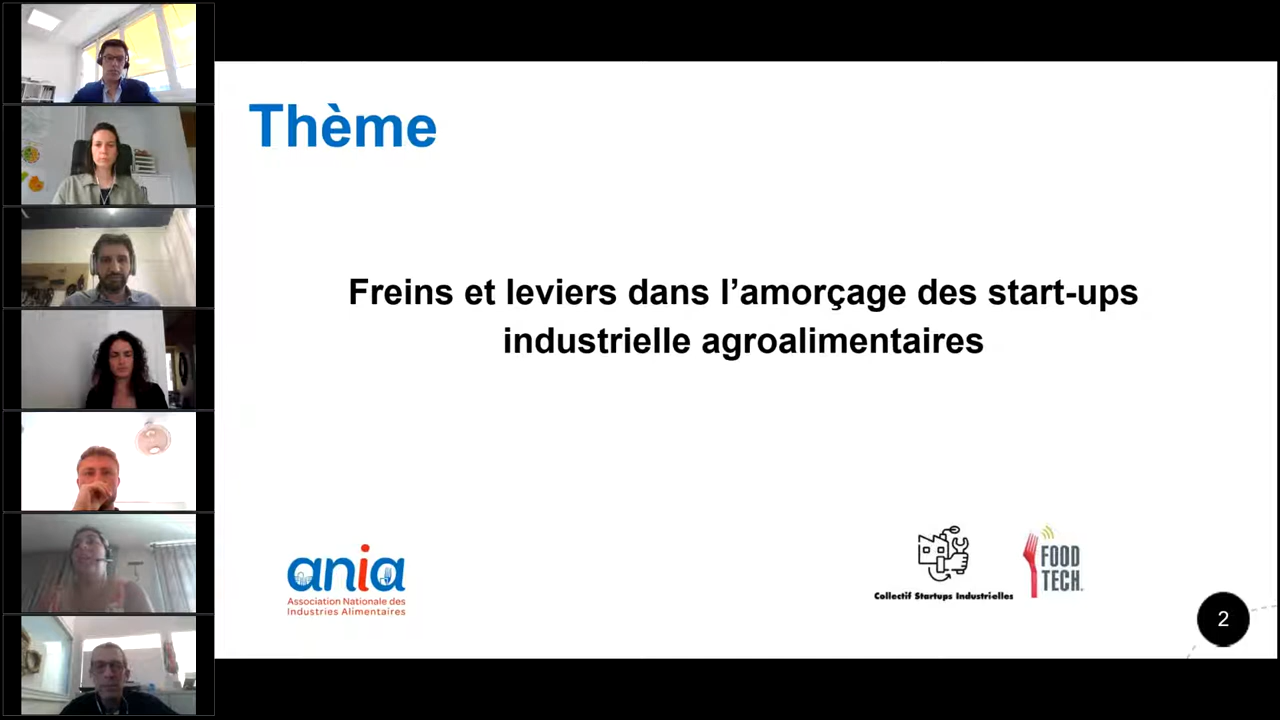 Thème
Freins et leviers dans l’amorçage des start-ups
industrielle agroalimentaires
ania
Association Nationale des
Industries Alimentaires
Collectif Startups Industrielles
FOOD
TECH
2